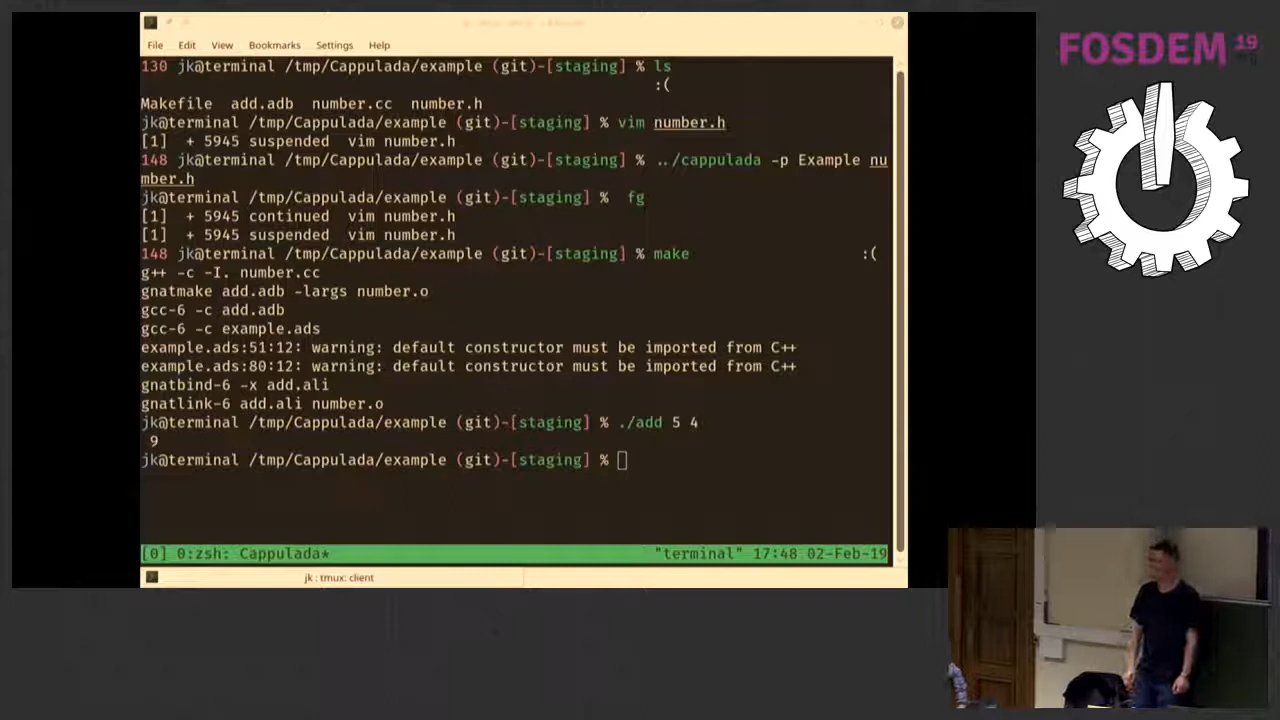 FOSDEM 19
File Edit View Bookmarks Settings Help
130 jk@terminal /tmp/Cappulada/example (git)-[staging] % ls
:(
Makefile  add.adb  number.cc  number.h
jk@terminal /tmp/Cappulada/example (git)-[staging] % vim number.h
[1]  + 5945 suspended  vim number.h
148 jk@terminal /tmp/Cappulada/example (git)-[staging] % ../cappulada -p Example nu
mber.h
jk@terminal /tmp/Cappulada/example (git)-[staging] %  fg
[1]  + 5945 continued  vim number.h
[1]  + 5945 suspended  vim number.h
148 jk@terminal /tmp/Cappulada/example (git)-[staging] % make :(
g++ -c -I. number.cc
gnatmake add.adb -largs number.o
gcc-6 -c add.adb
gcc-6 -c example.ads
example.ads:51:12: warning: default constructor must be imported from C++
example.ads:80:12: warning: default constructor must be imported from C++
gnatbind-6 -x add.ali
gnatlink-6 add.ali number.o
jk@terminal /tmp/Cappulada/example (git)-[staging] % ./add 5 4
9
jk@terminal /tmp/Cappulada/example (git)-[staging] %
[0] 0:zsh: Cappulada* "terminal" 17:48 02-Feb-19
jk : tmux: client